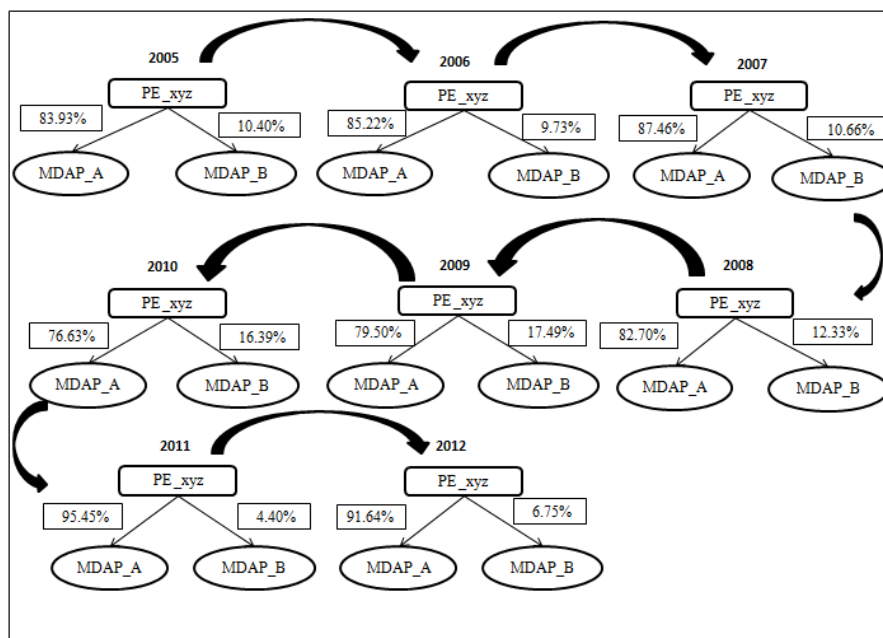 2005
PE_xyz
83.93%
10.40%
MDAP_A
MDAP_B
2006
PE_xyz
85.22%
9.73%
MDAP_A
MDAP_B
2007
PE_xyz
87.46%
10.66%
MDAP_A
MDAP_B
2008
PE_xyz
82.70%
12.33%
MDAP_A
MDAP_B
2009
PE_xyz
79.50%
17.49%
MDAP_A
MDAP_B
2010
PE_xyz
76.63%
16.39%
MDAP_A
MDAP_B
2011
PE_xyz
95.45%
4.40%
MDAP_A
MDAP_B
2012
PE_xyz
91.64%
6.75%
MDAP_A
MDAP_B